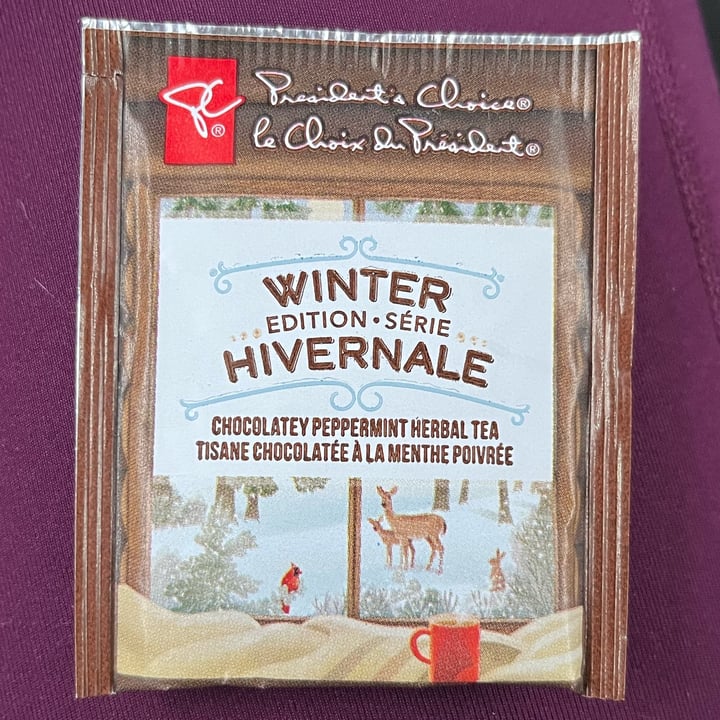 PC®
President's Choice®
le Choix du Président®
WINTER
EDITION • SÉRIE
HIVERNALE
CHOCOLATEY PEPPERMINT HERBAL TEA
TISANE CHOCOLATÉE À LA MENTHE POIVRÉE